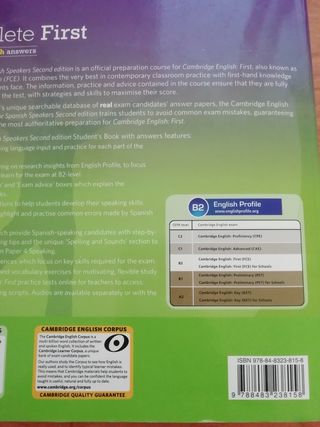 lete First
h answers
Speakers Second edition is an official preparation course for Cambridge English: First, also known as
(FCE). It combines the very best in contemporary classroom practice with first-hand knowledge
nts face. The information, practice and advice contained in the course ensure that they are fully
the test, with strategies and skills to maximise their score.
's unique searchable database of real exam candidates' answer papers, the Cambridge English
Spanish Speakers Second edition trains students to avoid common exam mistakes, guaranteeing
most authoritative preparation for Cambridge English: First.
Speakers Second edition Student's Book with answers features:
ing language input and practice for each part of the
ing on research insights from English Profile, to focus
earn for the exam at B2-level.
' and 'Exam advice' boxes which explain the
ks.
tions to help students develop their speaking skills.
highlight and practise common errors made by Spanish
ch provide Spanish candidates with step-by-
ng tips and the unique 'Spelling and Sounds' section to
Paper 4 Speaking.
ences which focus on key skills required for the exam.
and vocabulary exercises for motivating, flexible study
First practice tests online for teachers to access.
ing scripts. Audios are available separately or with the
B2 English Profile
www.englishprofile.org
CEFR level Cambridge English exam
C2 Cambridge English: Proficiency (CPE)
C1 Cambridge English: Advanced (CAE)
B2 Cambridge English: First (FCE)
Cambridge English: First (FCE) for Schools
B1 Cambridge English: Preliminary (PET)
Cambridge English: Preliminary (PET) for Schools
A2 Cambridge English: Key (KET)
Cambridge English: Key (KET) for Schools
CAMBRIDGE ENGLISH CORPUS
The Cambridge English Corpus is a
multi-billion word collection of written
and spoken English. It includes the
Cambridge Learner Corpus, a unique
bank of exam candidate papers.
Our authors study the Corpus to see how English is
really used, and to identify typical learner mistakes.
This means that Cambridge materials help students to
avoid mistakes, and you can be confident the language
taught is useful, natural and fully up to date.
www.cambridge.org/corpus
CAMBRIDGE QUALITY GUARANTEE
ISBN 978-84-8323-815-8
9 788483 238158